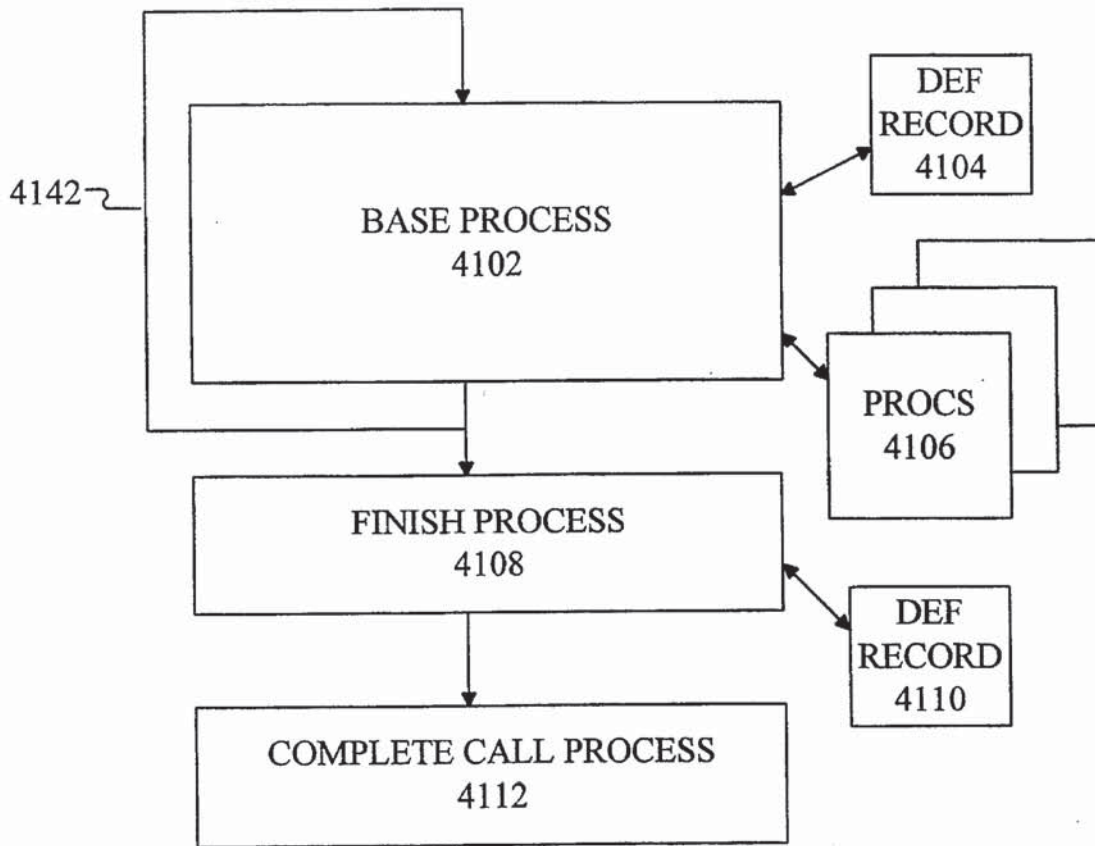 DEF
RECORD
4104
4142
BASE PROCESS
4102
PROCS
4106
FINISH PROCESS
4108
DEF
RECORD
4110
COMPLETE CALL PROCESS
4112